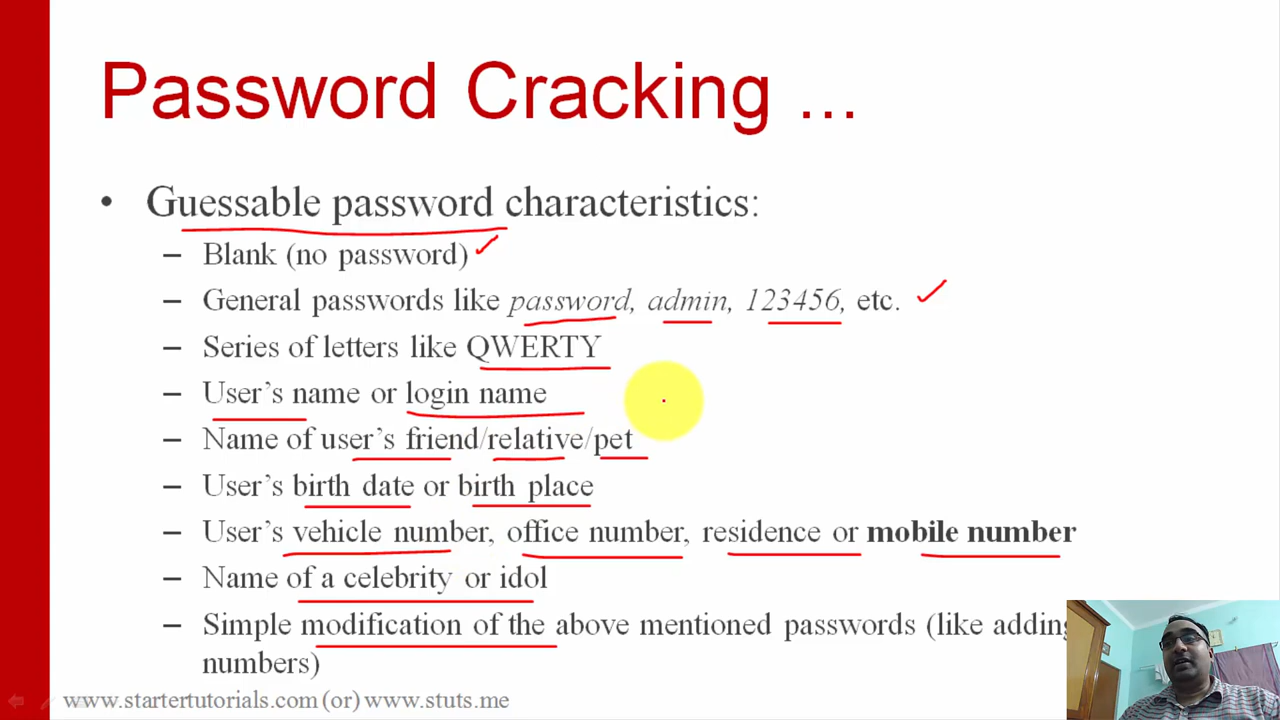 Password Cracking ...
• Guessable password characteristics:
– Blank (no password)
– General passwords like password, admin, 123456, etc.
– Series of letters like QWERTY
– User's name or login name
– Name of user's friend/relative/pet
– User's birth date or birth place
– User's vehicle number, office number, residence or mobile number
– Name of a celebrity or idol
– Simple modification of the above mentioned passwords (like adding
numbers)
www.startertutorials.com (or) www.stuts.me